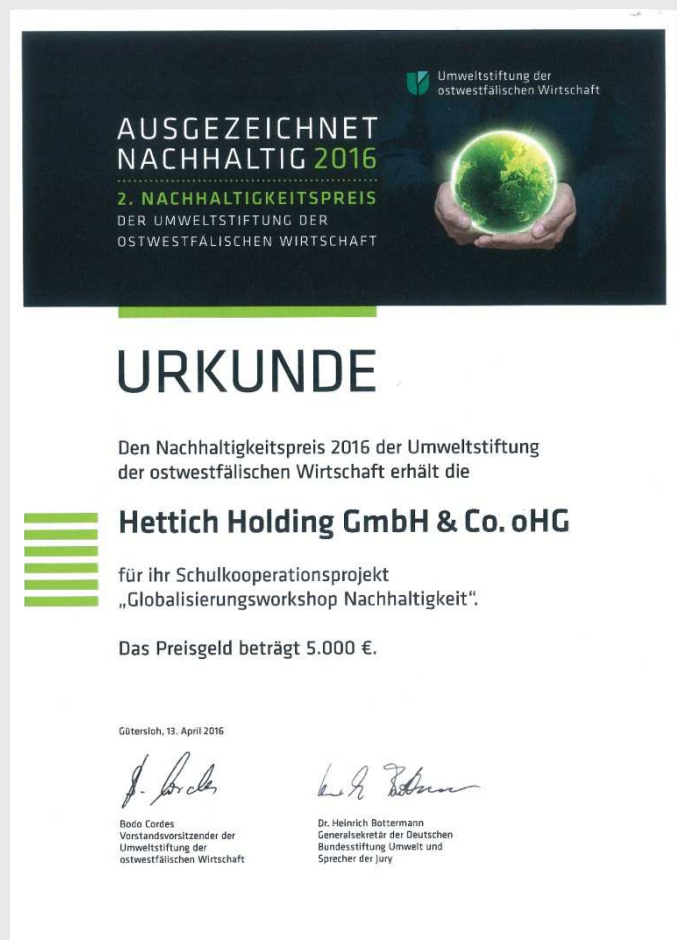 Umweltstiftung der
ostwestfälischen Wirtschaft
AUSGEZEICHNET
NACHHALTIG 2016
2. NACHHALTIGKEITSPREIS
DER UMWELTSTIFTUNG DER
OSTWESTFÄLISCHEN WIRTSCHAFT
URKUNDE
Den Nachhaltigkeitspreis 2016 der Umweltstiftung
der ostwestfälischen Wirtschaft erhält die
Hettich Holding GmbH & Co. oHG
für ihr Schulkooperationsprojekt
„Globalisierungsworkshop Nachhaltigkeit“.
Das Preisgeld beträgt 5.000 €.
Gütersloh, 13. April 2016
Bodo Cordes
Vorstandsvorsitzender der
Umweltstiftung der
ostwestfälischen Wirtschaft
Dr. Heinrich Bottermann
Generalsekretär der Deutschen
Bundesstiftung Umwelt und
Sprecher der Jury